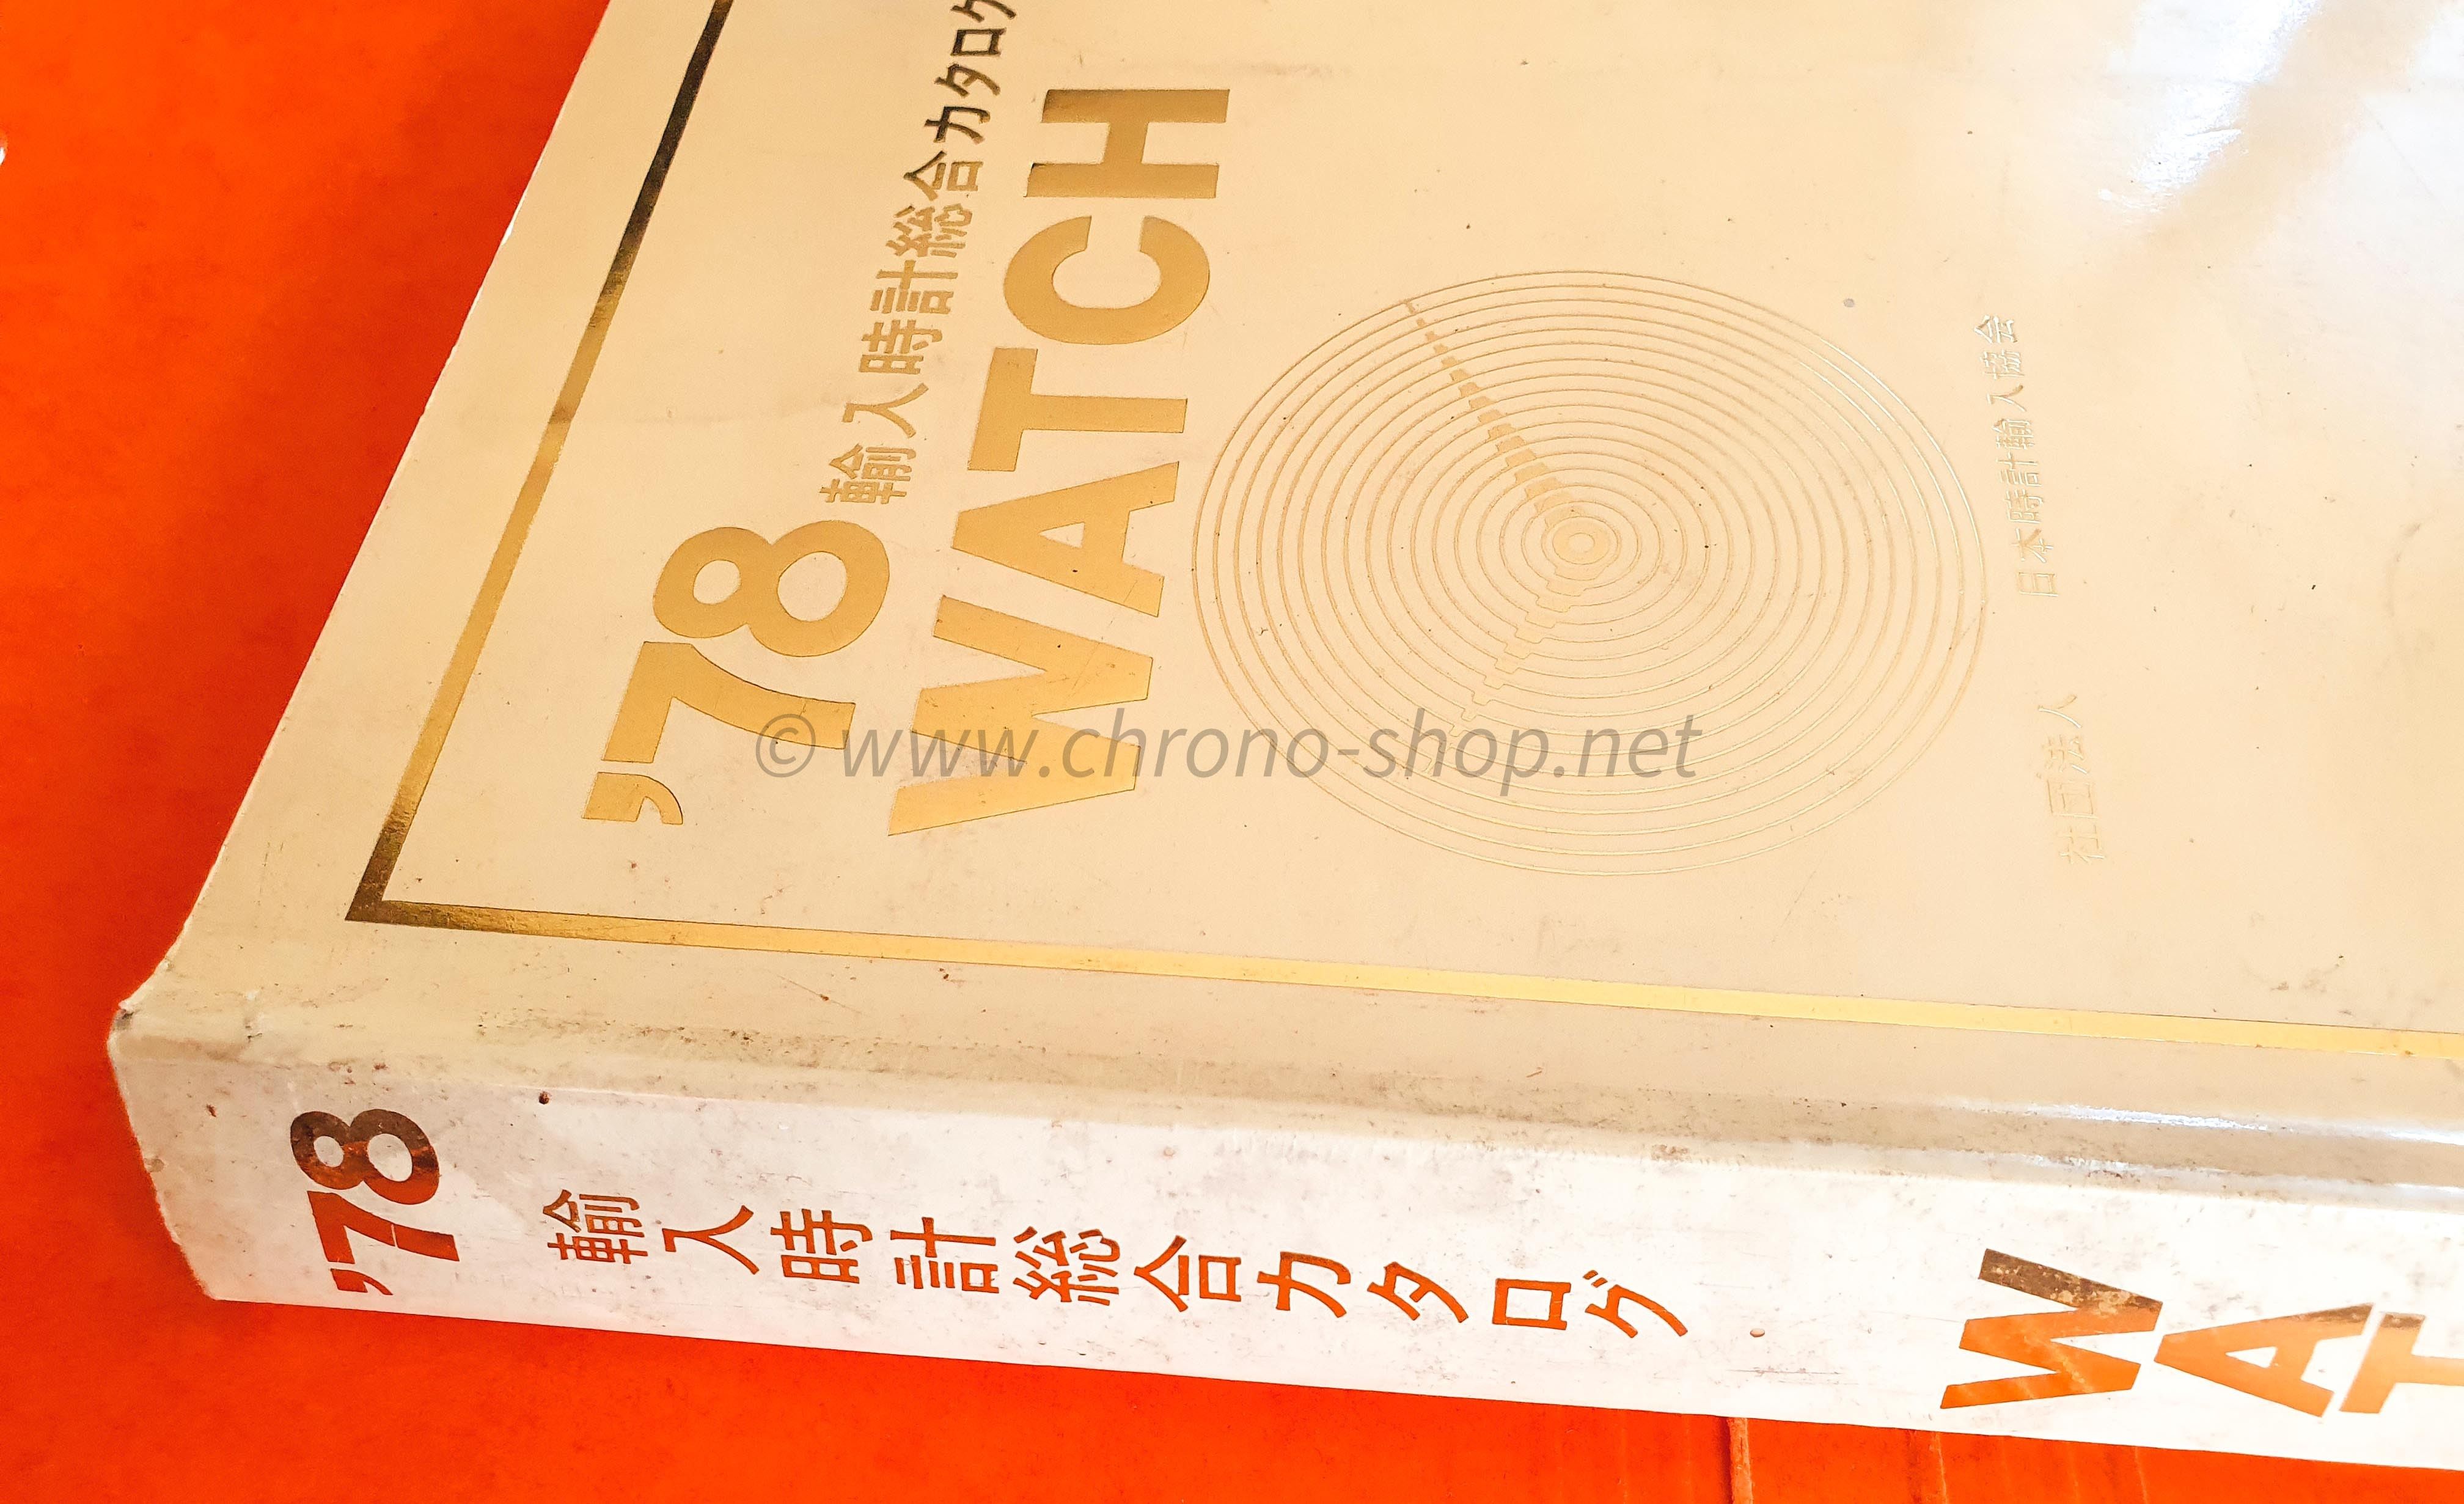 '78 輸入時計総合カタログ
WATCH
社団法人 日本時計輸入協会
© www.chrono-shop.net
'78 輸入時計総合カタログ WAT